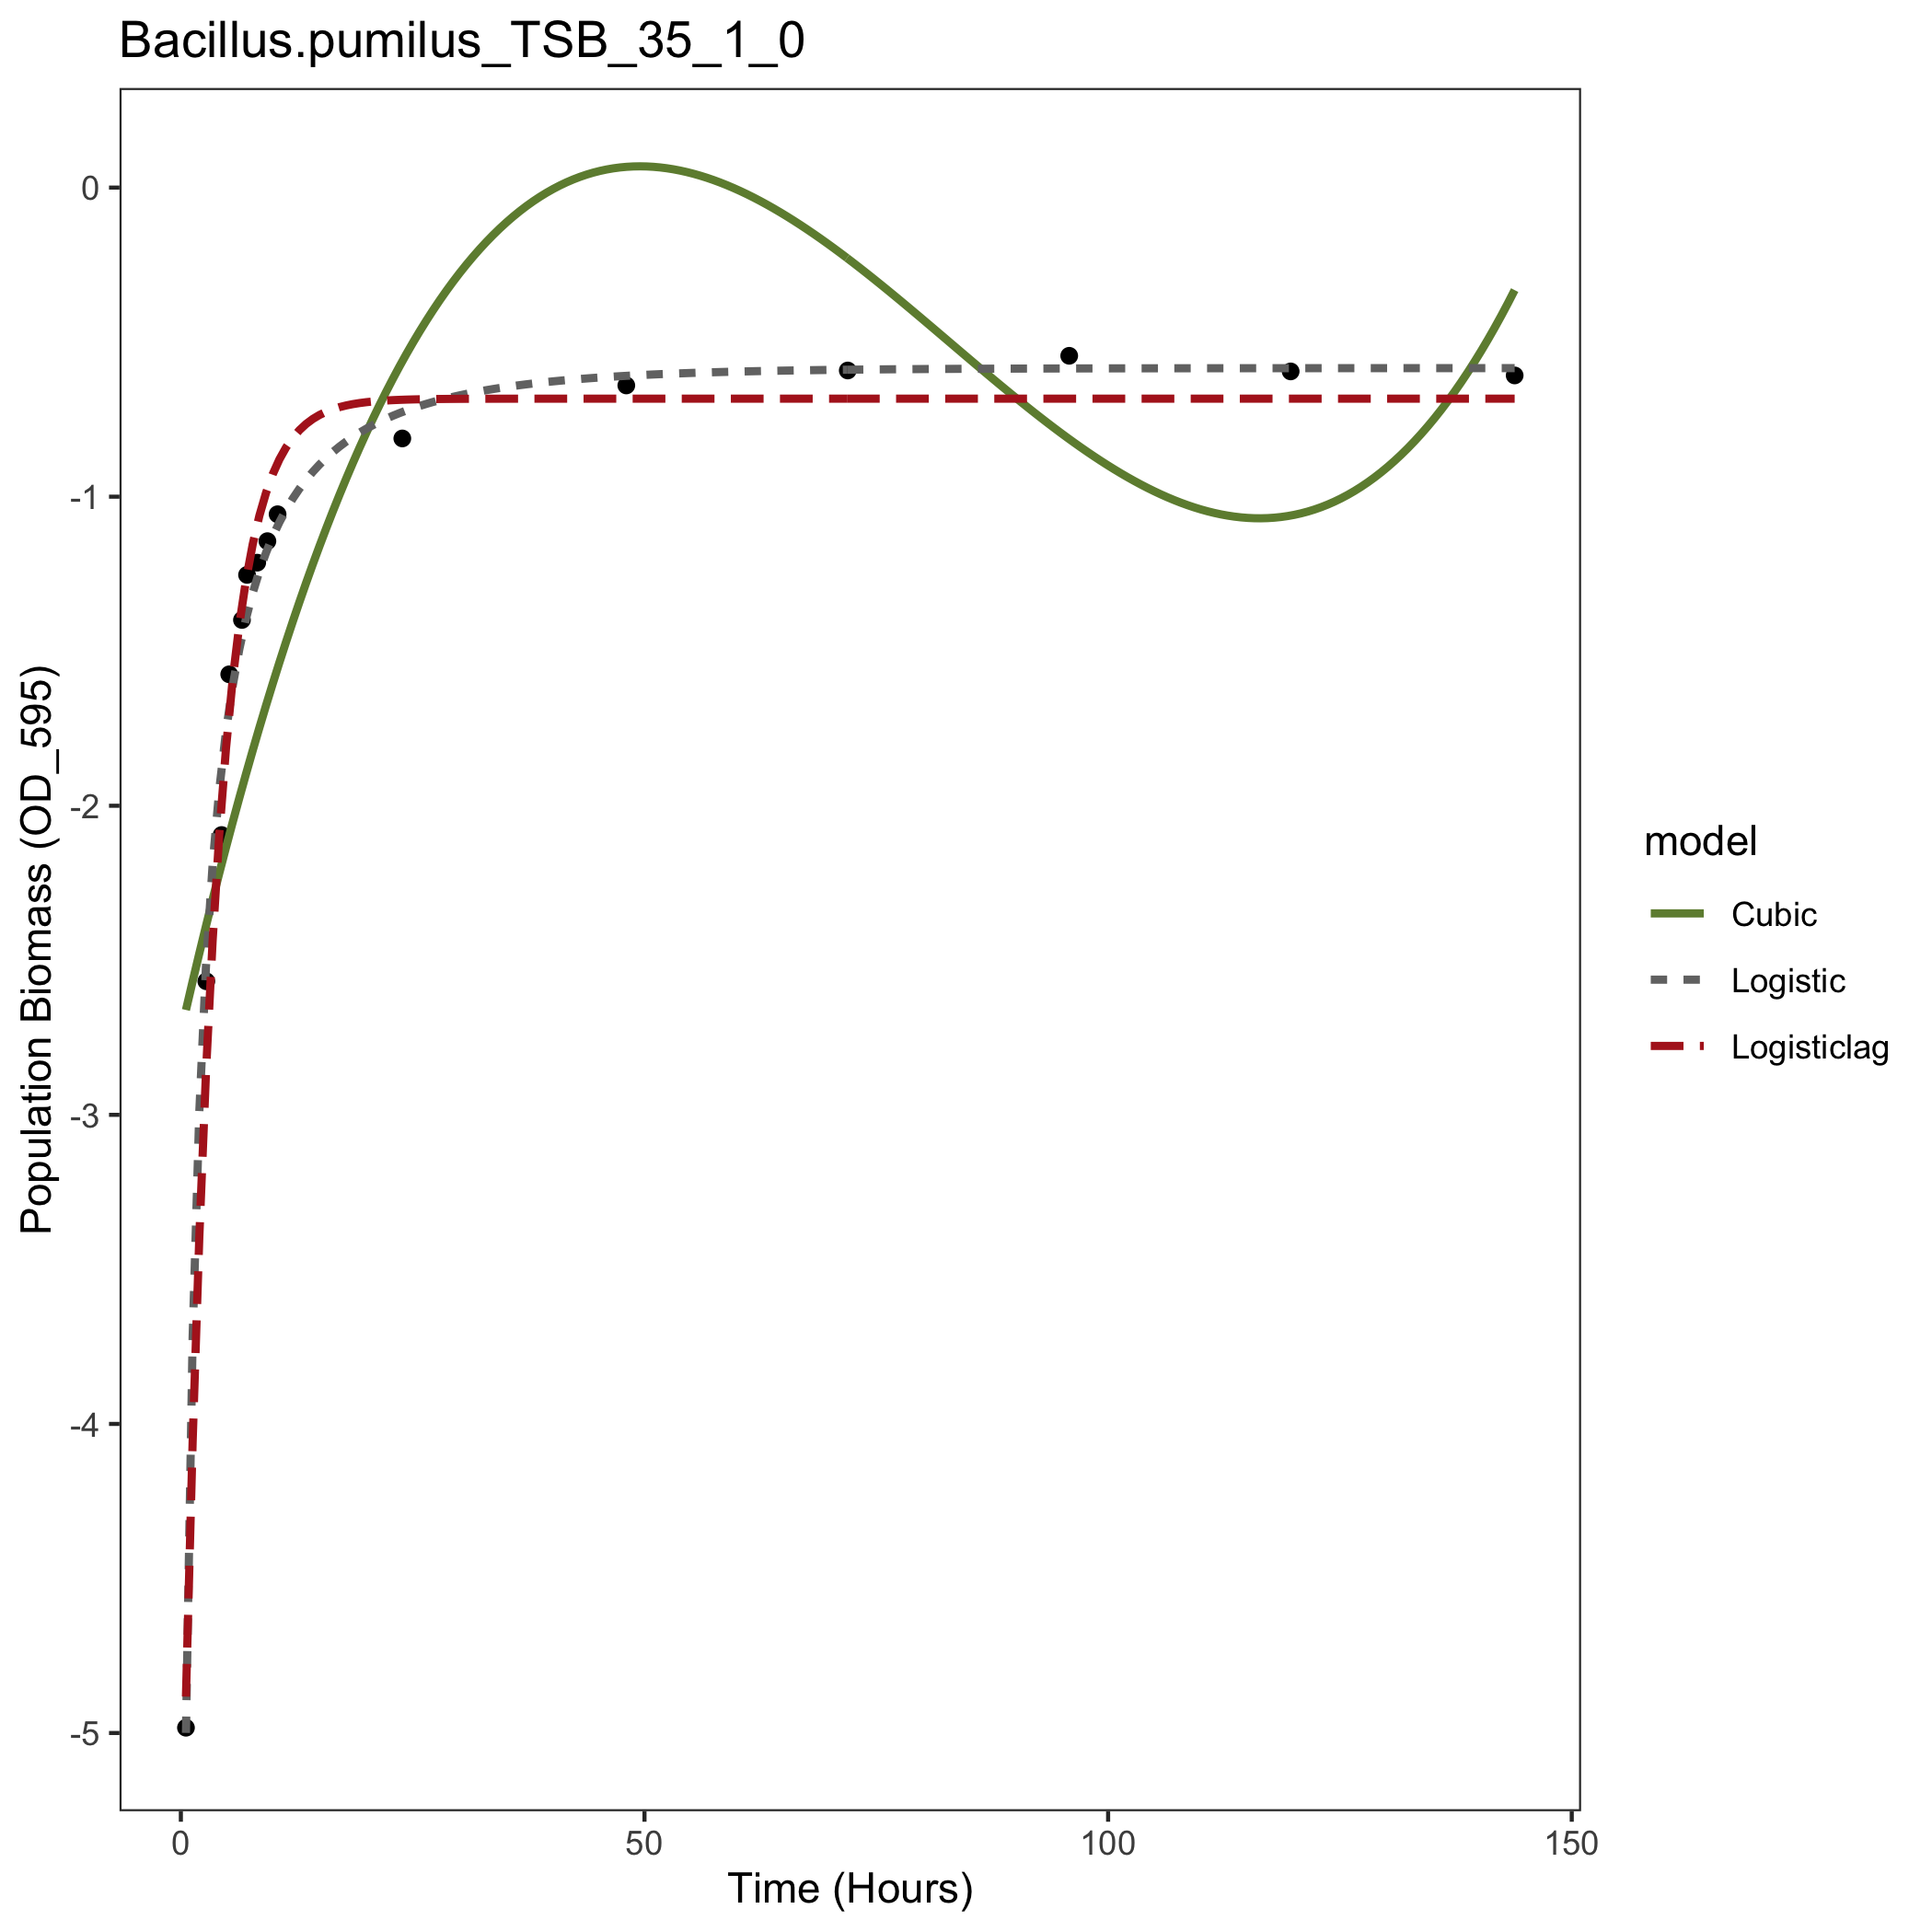 Bacillus.pumilus_TSB_35_1_0
Population Biomass (OD_595)
0
-1
-2
-3
-4
-5
0
50
100
150
Time (Hours)
model
Cubic
Logistic
Logisticlag